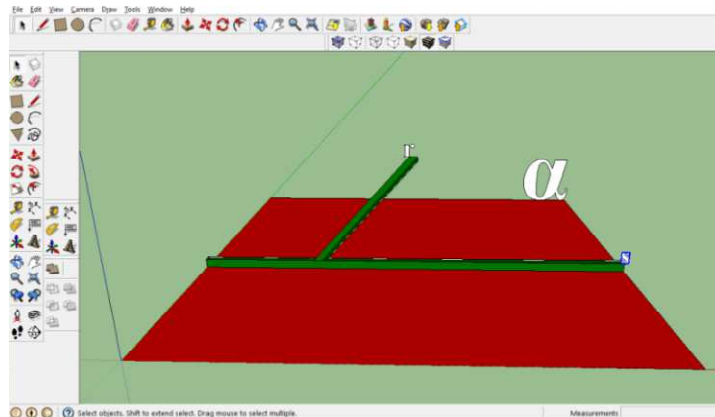 File Edit View Camera Draw Tools Window Help
r
α
s
Select objects. Shift to extend select. Drag mouse to select multiple.
Measurements